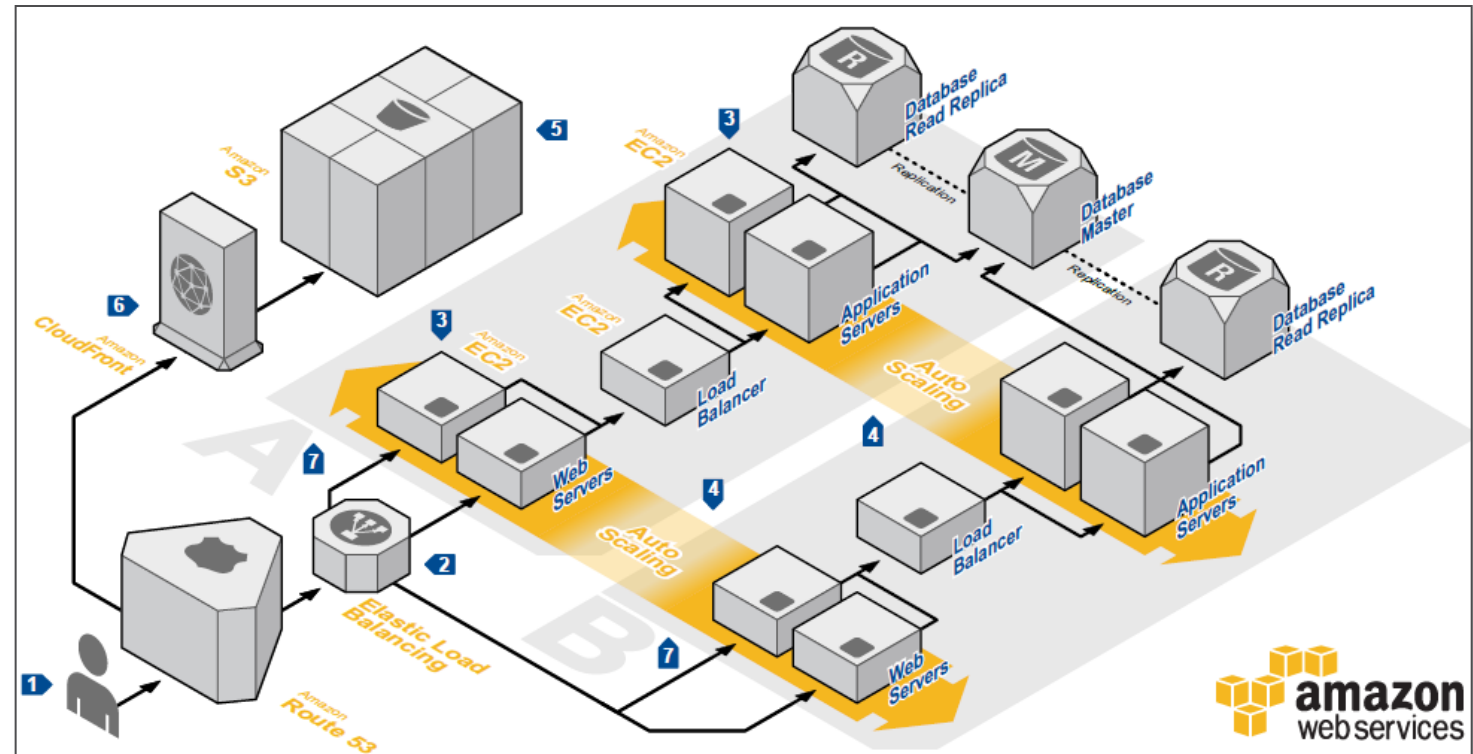 Database
Read Replica
R
3
Amazon
EC2
5
Amazon
S3
Replication
M
Database
Master
Replication
R
Database
Read Replica
Application
Servers
6
Amazon
CloudFront
3
Amazon
EC2
Amazon
EC2
Load
Balancer
Auto
Scaling
4
A
7
Web
Servers
4
Application
Servers
Load
Balancer
2
Auto
Scaling
Elastic Load
Balancing
B
7
Web
Servers
1
Amazon
Route 53
amazon
web services